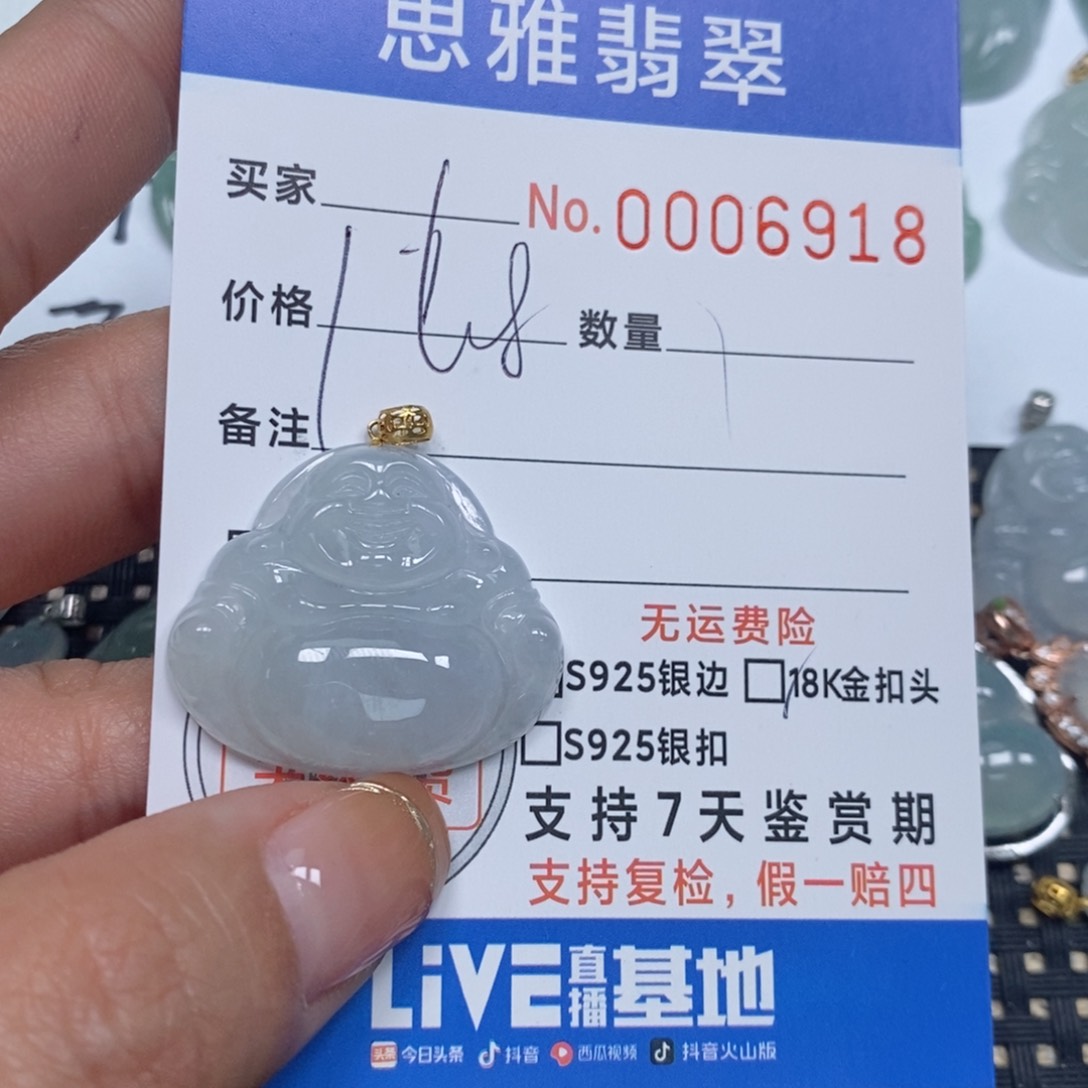 思雅翡翠
买家 No. 0006918
价格 数量
备注
无运费险
S925银边 18K金扣头
S925银扣
支持7天鉴赏期
支持复检，假一赔四
LiVE直播基地
头条 今日头条 抖音 西瓜视频 抖音火山版